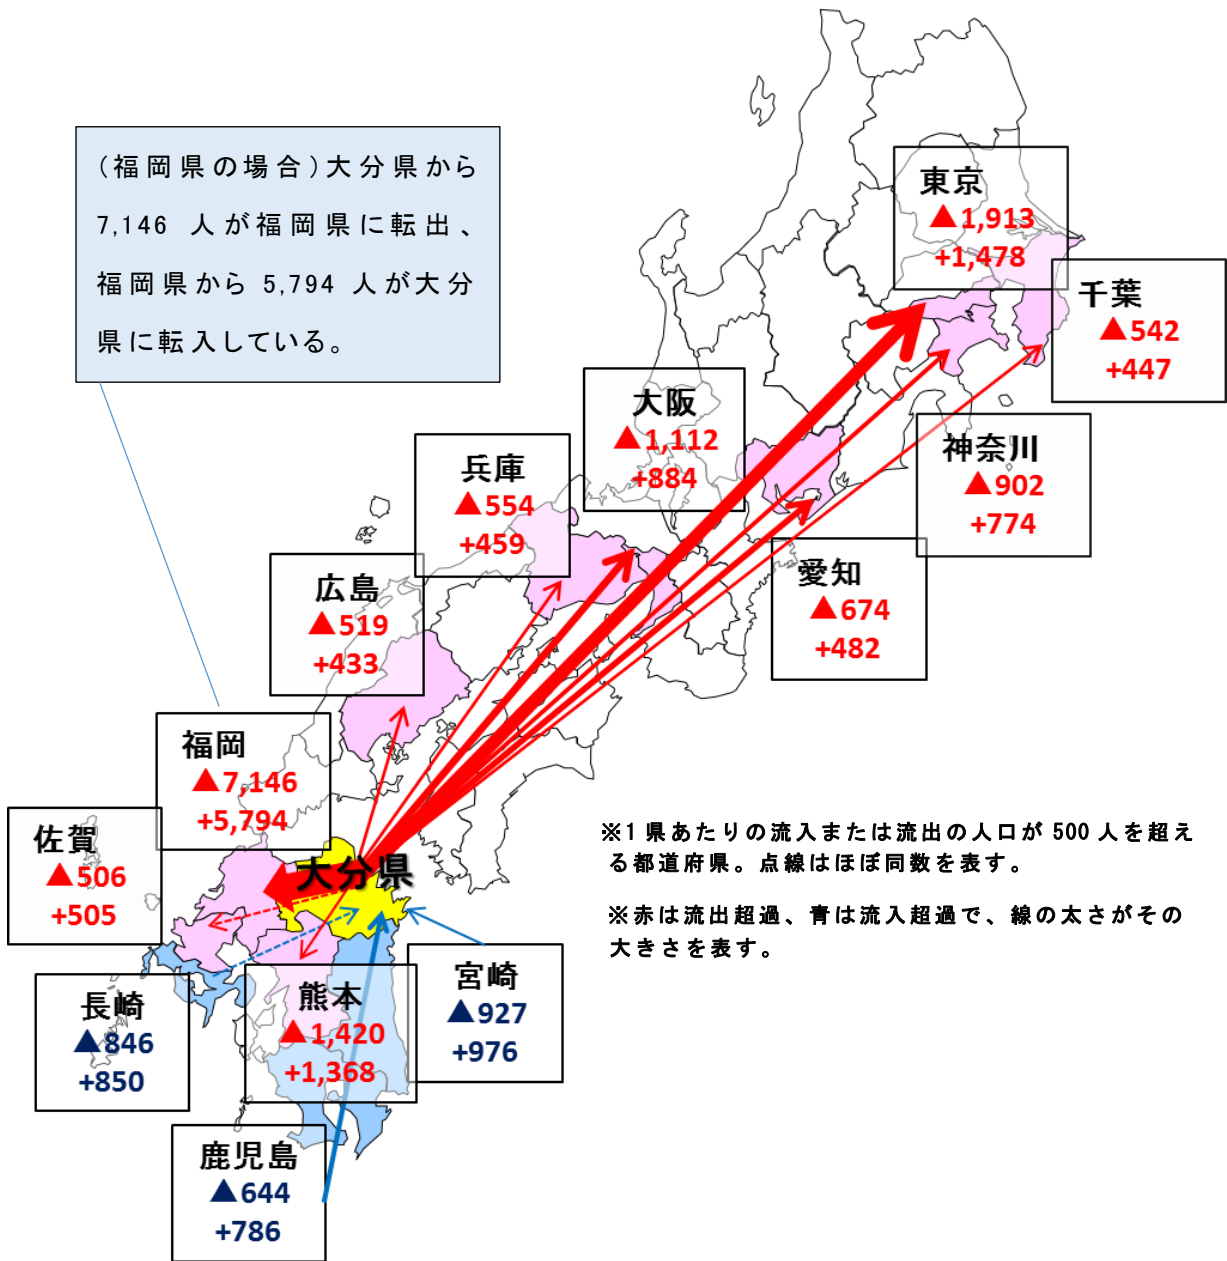 (福岡県の場合)大分県から
7,146 人が福岡県に転出、
福岡県から 5,794 人が大分
県に転入している。
東京
▲1,913
+1,478
千葉
▲542
+447
大阪
▲1,112
+884
神奈川
▲902
+774
兵庫
▲554
+459
愛知
▲674
+482
広島
▲519
+433
福岡
▲7,146
+5,794
佐賀
▲506
+505
大分県
※1 県あたりの流入または流出の人口が 500 人を超え
る都道府県。点線はほぼ同数を表す。
※赤は流出超過、青は流入超過で、線の太さがその
大きさを表す。
長崎
▲846
+850
熊本
▲1,420
+1,368
宮崎
▲927
+976
鹿児島
▲644
+786